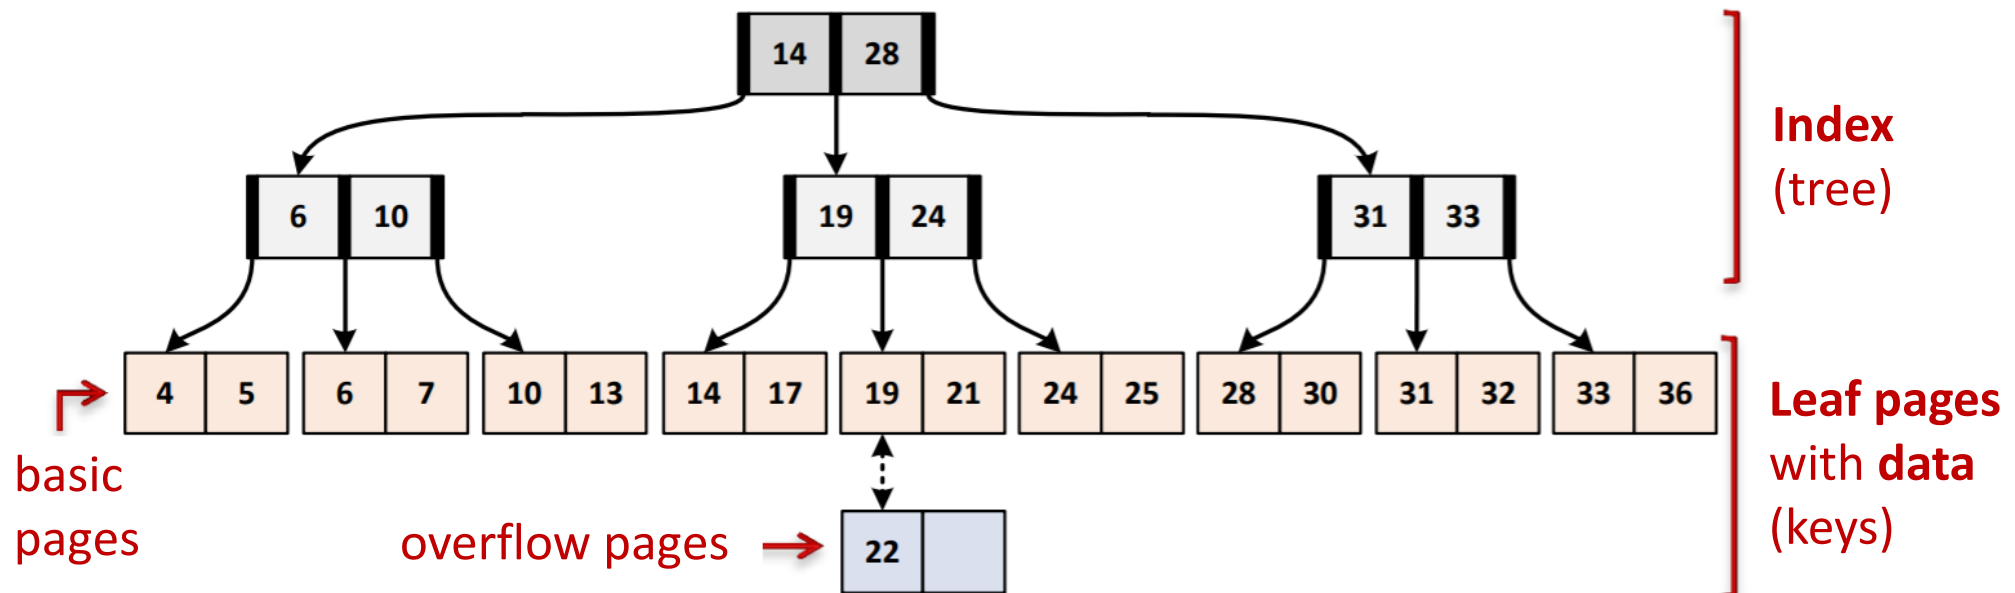 14 28
Index
(tree)
6 10 19 24 31 33
4 5 6 7 10 13 14 17 19 21 24 25 28 30 31 32 33 36
Leaf pages
with data
(keys)
basic
pages
overflow pages
22